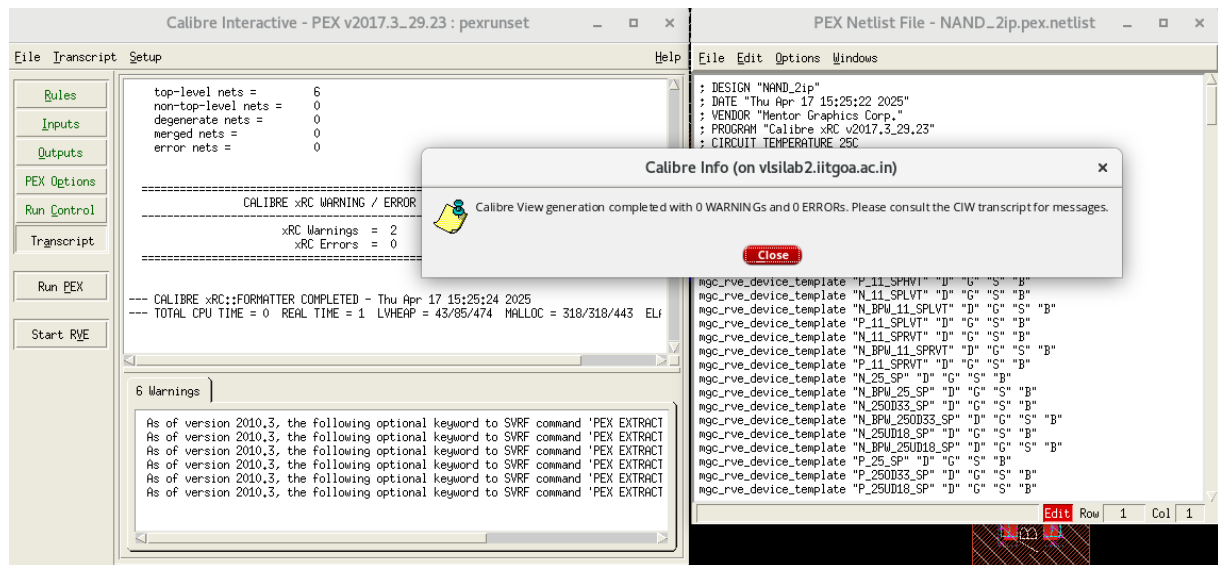 Calibre Interactive - PEX v2017.3_29.23 : pexrunset
File Transcript Setup Help
Rules
Inputs
Outputs
PEX Options
Run Control
Transcript
Run PEX
Start RVE
top-level nets = 6
non-top-level nets = 0
degenerate nets = 0
merged nets = 0
error nets = 0
CALIBRE xRC WARNING / ERROR
xRC Warnings = 2
xRC Errors = 0
--- CALIBRE xRC::FORMATTER COMPLETED - Thu Apr 17 15:25:24 2025
--- TOTAL CPU TIME = 0 REAL TIME = 1 LVHEAP = 43/85/474 MALLOC = 318/318/443
6 Warnings
As of version 2010.3, the following optional keyword to SVRF command 'PEX EXTRACT
As of version 2010.3, the following optional keyword to SVRF command 'PEX EXTRACT
As of version 2010.3, the following optional keyword to SVRF command 'PEX EXTRACT
As of version 2010.3, the following optional keyword to SVRF command 'PEX EXTRACT
As of version 2010.3, the following optional keyword to SVRF command 'PEX EXTRACT
As of version 2010.3, the following optional keyword to SVRF command 'PEX EXTRACT
PEX Netlist File - NAND_2ip.pex.netlist
File Edit Options Windows
; DESIGN "NAND_2ip"
; DATE "Thu Apr 17 15:25:22 2025"
; VENDOR "Mentor Graphics Corp."
; PROGRAM "Calibre xRC v2017.3_29.23"
; CIRCUIT TEMPERATURE 25C
Calibre Info (on vlsilab2.iitgoa.ac.in)
Calibre View generation completed with 0 WARNINGs and 0 ERRORs. Please consult the CIW transcript for messages.
Close
mgc_rve_device_template "P_11_SPHVT" "D" "G" "S" "B"
mgc_rve_device_template "N_11_SPLVT" "D" "G" "S" "B"
mgc_rve_device_template "N_BPW_11_SPLVT" "D" "G" "S" "B"
mgc_rve_device_template "P_11_SPLVT" "D" "G" "S" "B"
mgc_rve_device_template "N_11_SPRVT" "D" "G" "S" "B"
mgc_rve_device_template "N_BPW_11_SPRVT" "D" "G" "S" "B"
mgc_rve_device_template "P_11_SPRVT" "D" "G" "S" "B"
mgc_rve_device_template "N_25_SP" "D" "G" "S" "B"
mgc_rve_device_template "N_BPW_25_SP" "D" "G" "S" "B"
mgc_rve_device_template "N_25OD33_SP" "D" "G" "S" "B"
mgc_rve_device_template "N_BPW_25OD33_SP" "D" "G" "S" "B"
mgc_rve_device_template "N_25UD18_SP" "D" "G" "S" "B"
mgc_rve_device_template "N_BPW_25UD18_SP" "D" "G" "S" "B"
mgc_rve_device_template "P_25_SP" "D" "G" "S" "B"
mgc_rve_device_template "P_25OD33_SP" "D" "G" "S" "B"
mgc_rve_device_template "P_25UD18_SP" "D" "G" "S" "B"
Edit Row 1 Col 1